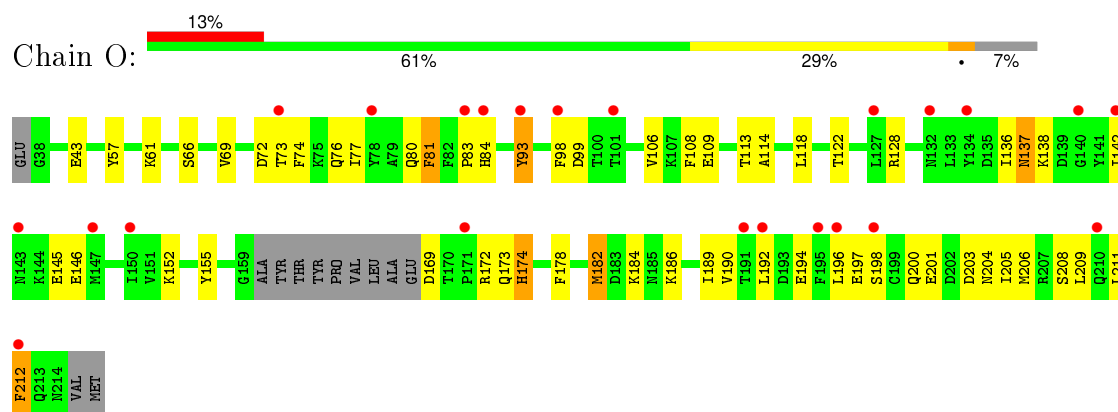 13%
Chain O:
61% 29% • 7%
GLU G38 E43 Y57 K61 S66 V69 D72 T73 F74 K75 Q76 I77 Y78 A79 Q80 F81 F82 P83 H84 Y93 F98 D99 T100 T101 V106 K107 F108 E109 T113 A114 L118 T122 L127 R128 N132 L133 Y134 D135 I136 N137 K138 D139 G140 Y141
N143 K144 E145 E146 M147 I150 V151 K152 Y155 G159 ALA TYR THR TYR PRO VAL LEU ALA GLU D169 T170 P171 R172 Q173 H174 F178 M182 D183 K184 N185 K186 I189 V190 T191 L192 D193 E194 F195 L196 E197 S198 C199 Q200 E201 D202 D203 N204 I205 M206 R207 S208 L209 Q210 L211
F212 Q213 N214 VAL MET